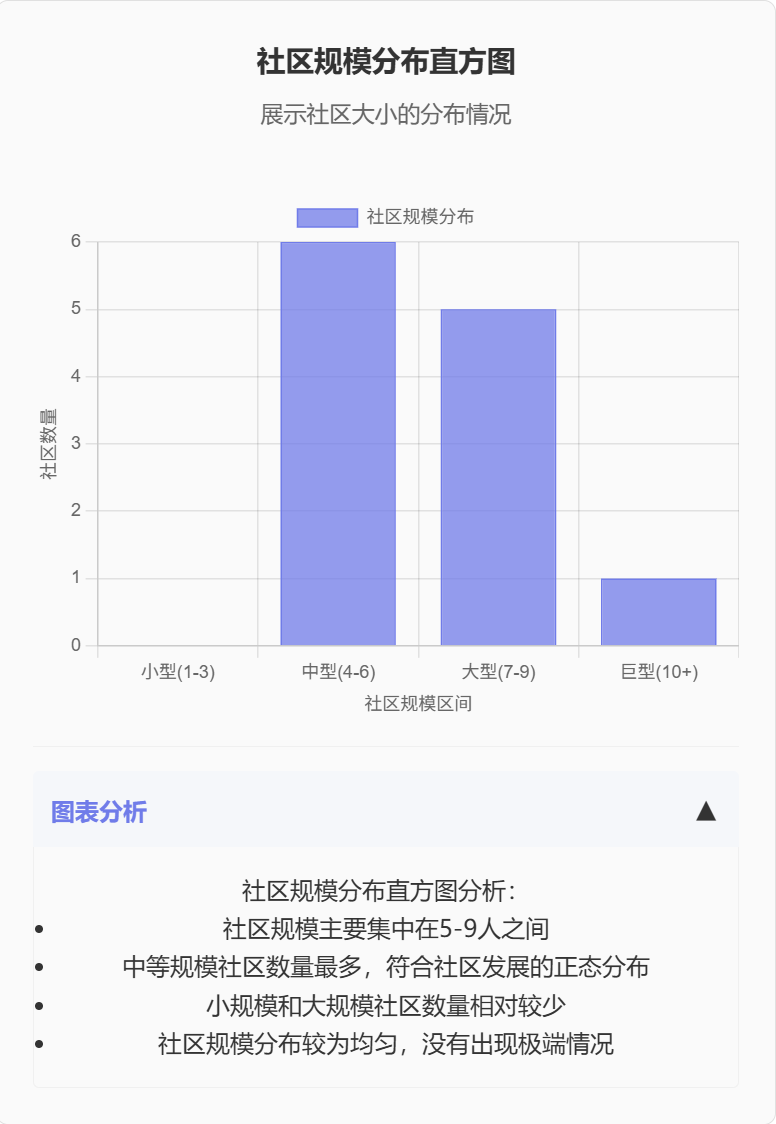 社区规模分布直方图
展示社区大小的分布情况
社区规模分布
6
5
4
3
2
1
0
社区数量
小型(1-3) 中型(4-6) 大型(7-9) 巨型(10+)
社区规模区间
图表分析 ▲
社区规模分布直方图分析：
• 社区规模主要集中在5-9人之间
• 中等规模社区数量最多，符合社区发展的正态分布
• 小规模和大规模社区数量相对较少
• 社区规模分布较为均匀，没有出现极端情况